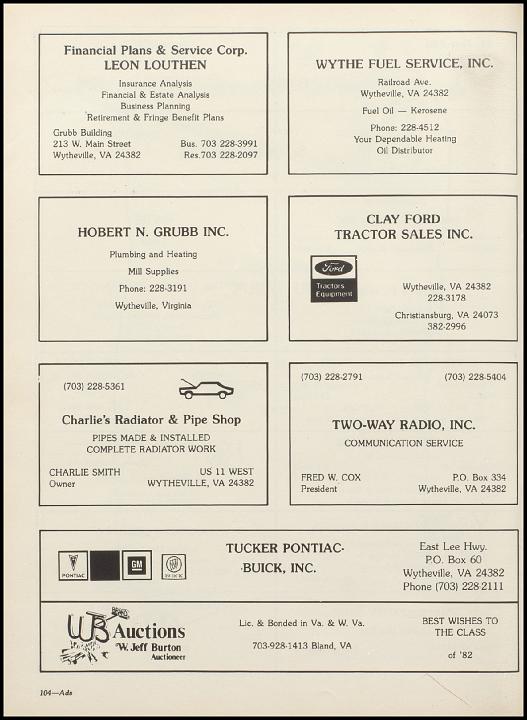 Financial Plans & Service Corp.
LEON LOUTHEN
Insurance Analysis
Financial & Estate Analysis
Business Planning
Retirement & Fringe Benefit Plans
Grubb Building
213 W. Main Street Bus. 703 228-3991
Wytheville, VA 24382 Res. 703 228-2097
WYTHE FUEL SERVICE, INC.
Railroad Ave.
Wytheville, VA 24382
Fuel Oil — Kerosene
Phone: 228-4512
Your Dependable Heating
Oil Distributor
HOBERT N. GRUBB INC.
Plumbing and Heating
Mill Supplies
Phone: 228-3191
Wytheville, Virginia
CLAY FORD
TRACTOR SALES INC.
Ford
Tractors
Equipment
Wytheville, VA 24382
228-3178
Christiansburg, VA 24073
382-2996
(703) 228-5361
Charlie's Radiator & Pipe Shop
PIPES MADE & INSTALLED
COMPLETE RADIATOR WORK
CHARLIE SMITH US 11 WEST
Owner WYTHEVILLE, VA 24382
(703) 228-2791 (703) 228-5404
TWO-WAY RADIO, INC.
COMMUNICATION SERVICE
FRED W. COX P.O. Box 334
President Wytheville, VA 24382
PONTIAC
GM
BUICK
TUCKER PONTIAC-
BUICK, INC.
East Lee Hwy.
P.O. Box 60
Wytheville, VA 24382
Phone (703) 228-2111
WJB Auctions
W. Jeff Burton
Auctioneer
Lic. & Bonded in Va. & W. Va.
703-928-1413 Bland, VA
BEST WISHES TO
THE CLASS
of '82
104—Ads